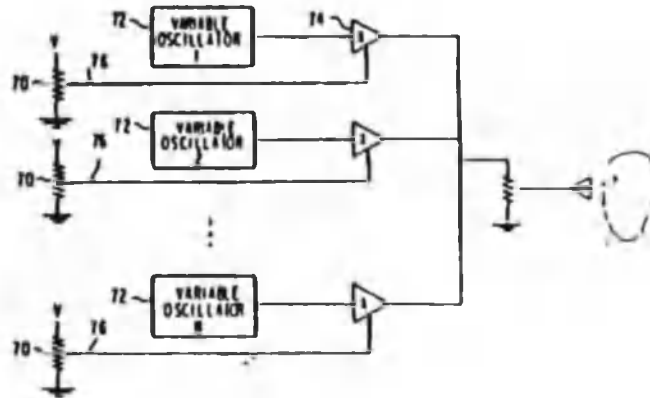 72
VARIABLE
OSCILLATOR
1
74
V
70
76
72
VARIABLE
OSCILLATOR
2
V
70
76
72
VARIABLE
OSCILLATOR
V
70
76